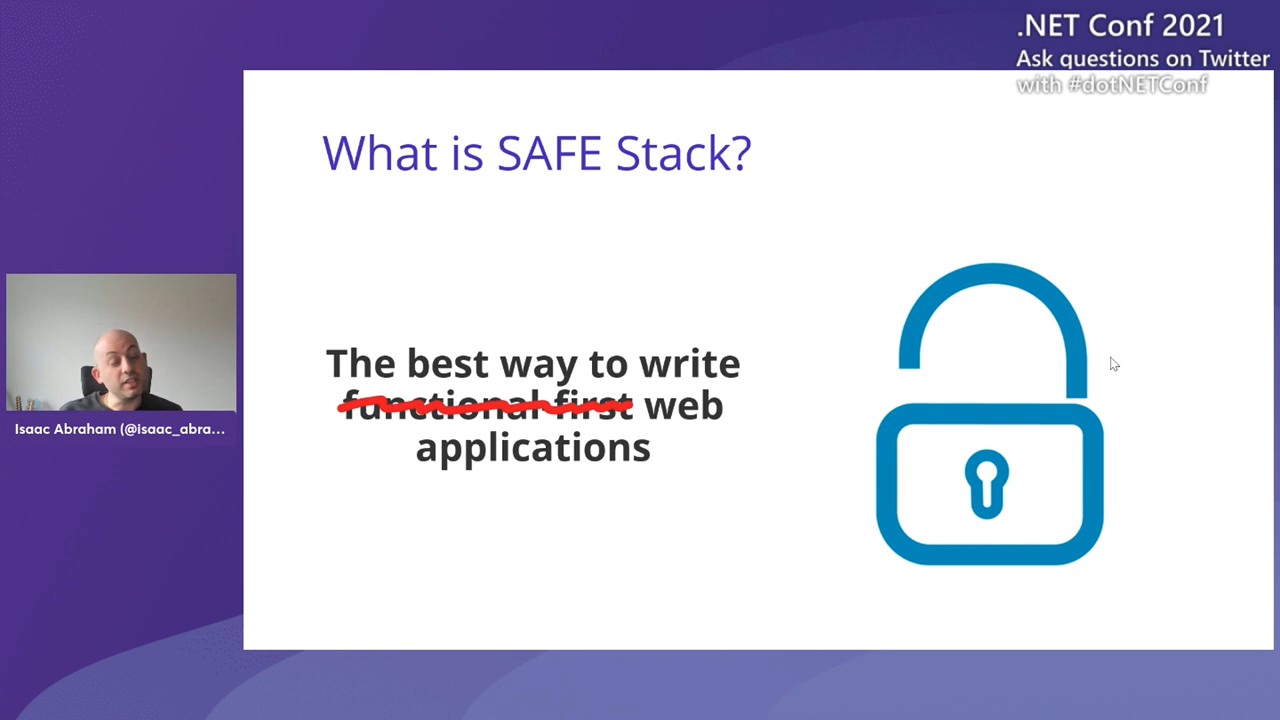 .NET Conf 2021
Ask questions on Twitter
with #dotNETConf
What is SAFE Stack?
The best way to write
functional first web
applications
Isaac Abraham (@isaac_abra...